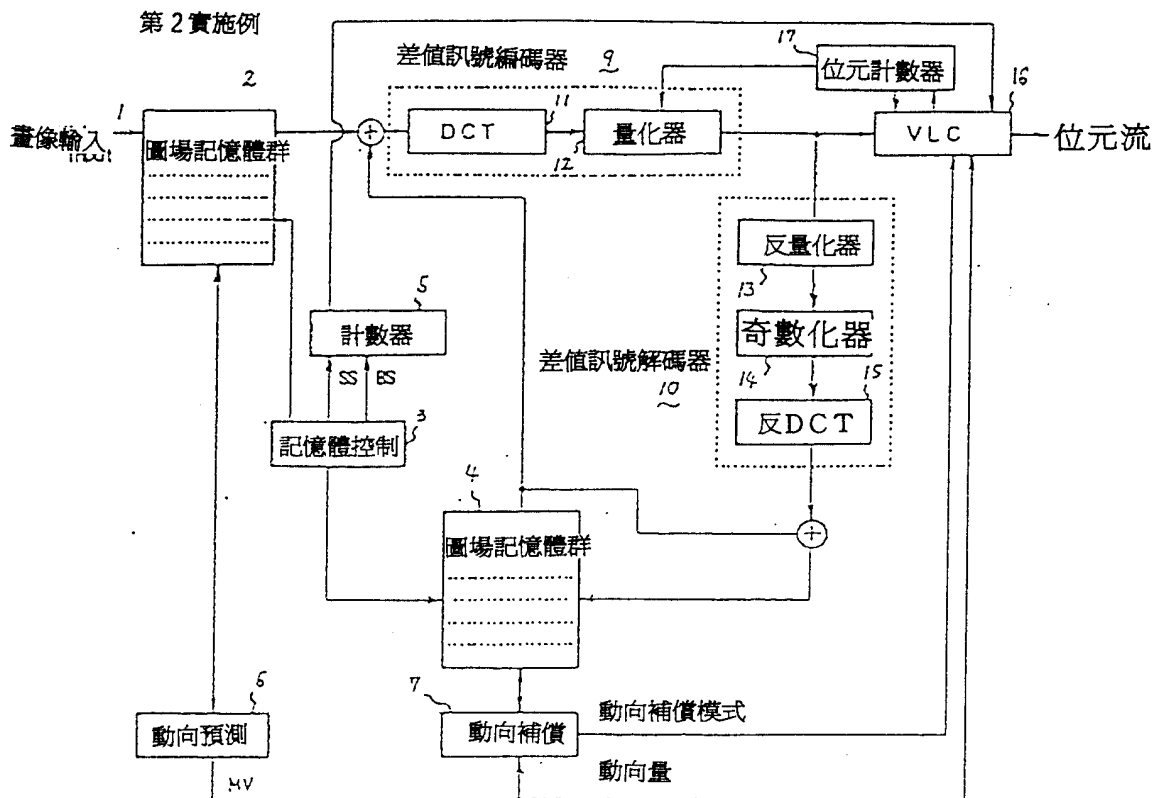 第2實施例
差值訊號編碼器 9
17
位元計數器
16
2
1
畫像輸入
圖場記憶體群
11
DCT
12
量化器
VLC
位元流
反量化器
13
奇數化器
14
差值訊號解碼器
10
15
反DCT
5
計數器
SS BS
3
記憶體控制
4
圖場記憶體群
6
動向預測
MV
7
動向補償
動向補償模式
動向量